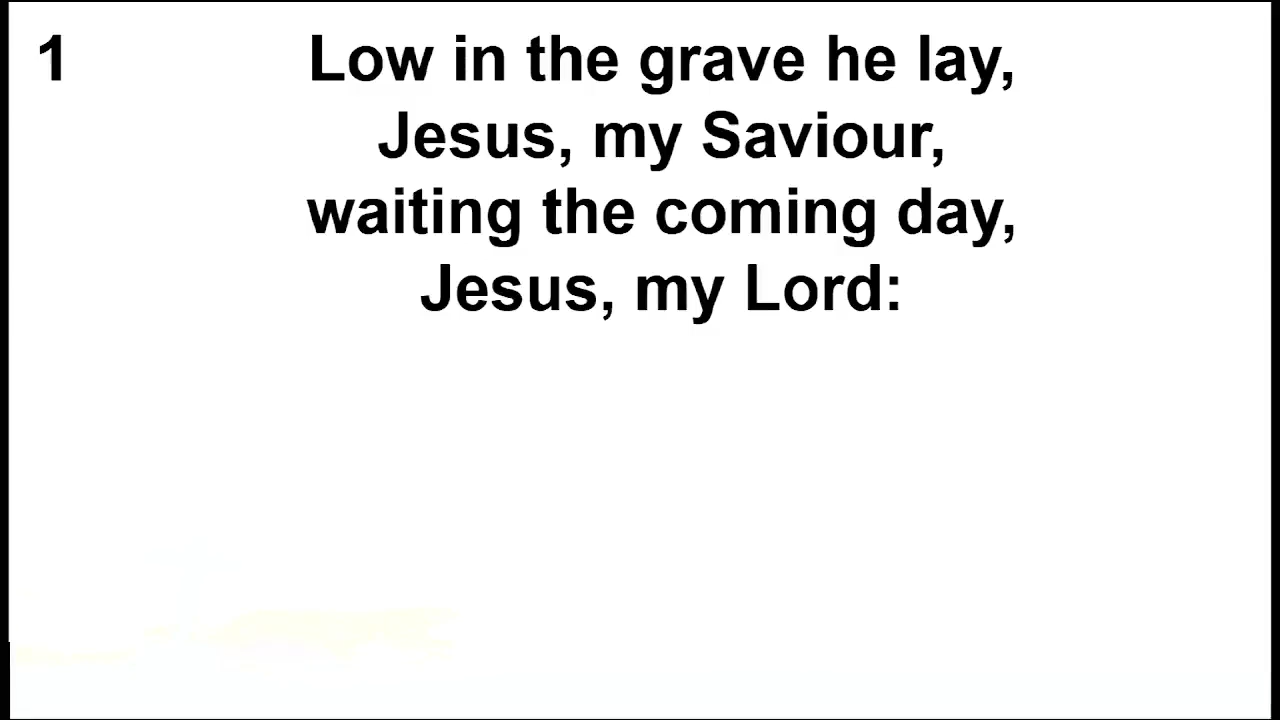 1
Low in the grave he lay,
Jesus, my Saviour,
waiting the coming day,
Jesus, my Lord: